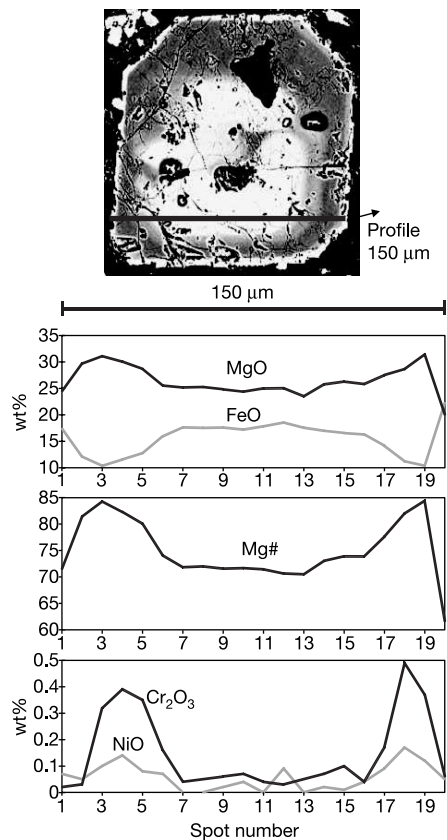 Profile
150 μm
150 μm
35
30
25
20
15
10
wt%
MgO
FeO
1 3 5 7 9 11 13 15 17 19
85
80
75
70
65
60
Mg#
1 3 5 7 9 11 13 15 17 19
0.5
0.4
0.3
0.2
0.1
0
wt%
Cr₂O₃
NiO
1 3 5 7 9 11 13 15 17 19
Spot number